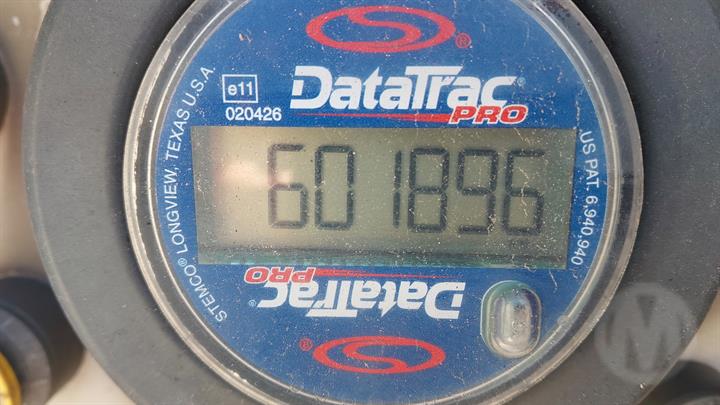 ®
e11
020426
DataTrac®
PRO
601896
DataTrac
PRO
®
STEMCO® LONGVIEW, TEXAS U.S.A.
US PAT. 6,940,940
M